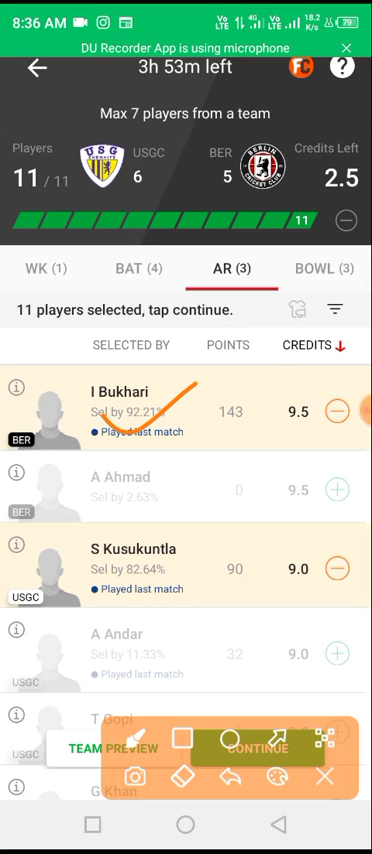 8:36 AM Vo LTE 4G Vo LTE 18.2 K/s 79
DU Recorder App is using microphone
3h 53m left FC ?
Max 7 players from a team
Players USGC BER Credits Left
11 / 11 USG CHEMNITZ 6 5 BERLIN CRICKET CLUB 2.5
11
WK (1) BAT (4) AR (3) BOWL (3)
11 players selected, tap continue.
SELECTED BY POINTS CREDITS
I Bukhari
Sel by 92.21% 143 9.5
Played last match
BER
A Ahmad
Sel by 2.63% 0 9.5
BER
S Kusukuntla
Sel by 82.64% 90 9.0
Played last match
USGC
A Andar
Sel by 11.33% 32 9.0
Played last match
USGC
T Gopi
TEAM PREVIEW CONTINUE
USGC
G Khan